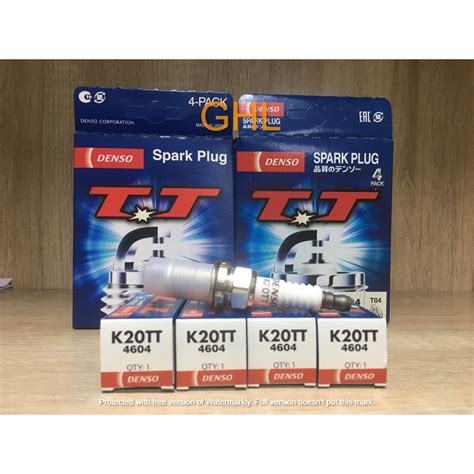 4-PACK
DENSO CORPORATION
GHL
DENSO
Spark Plug
TT
EAC
DENSO
SPARK PLUG
品質のデンソー
4
PACK
TT
T04
DENSO
K20TT
4604
QTY: 1
DENSO
K20TT
4604
QTY: 1
DENSO
K20TT
4604
QTY: 1
DENSO
K20TT
4604
QTY: 1
DENSO
Protected with free version of Watermarkly. Full version doesn't put this mark.